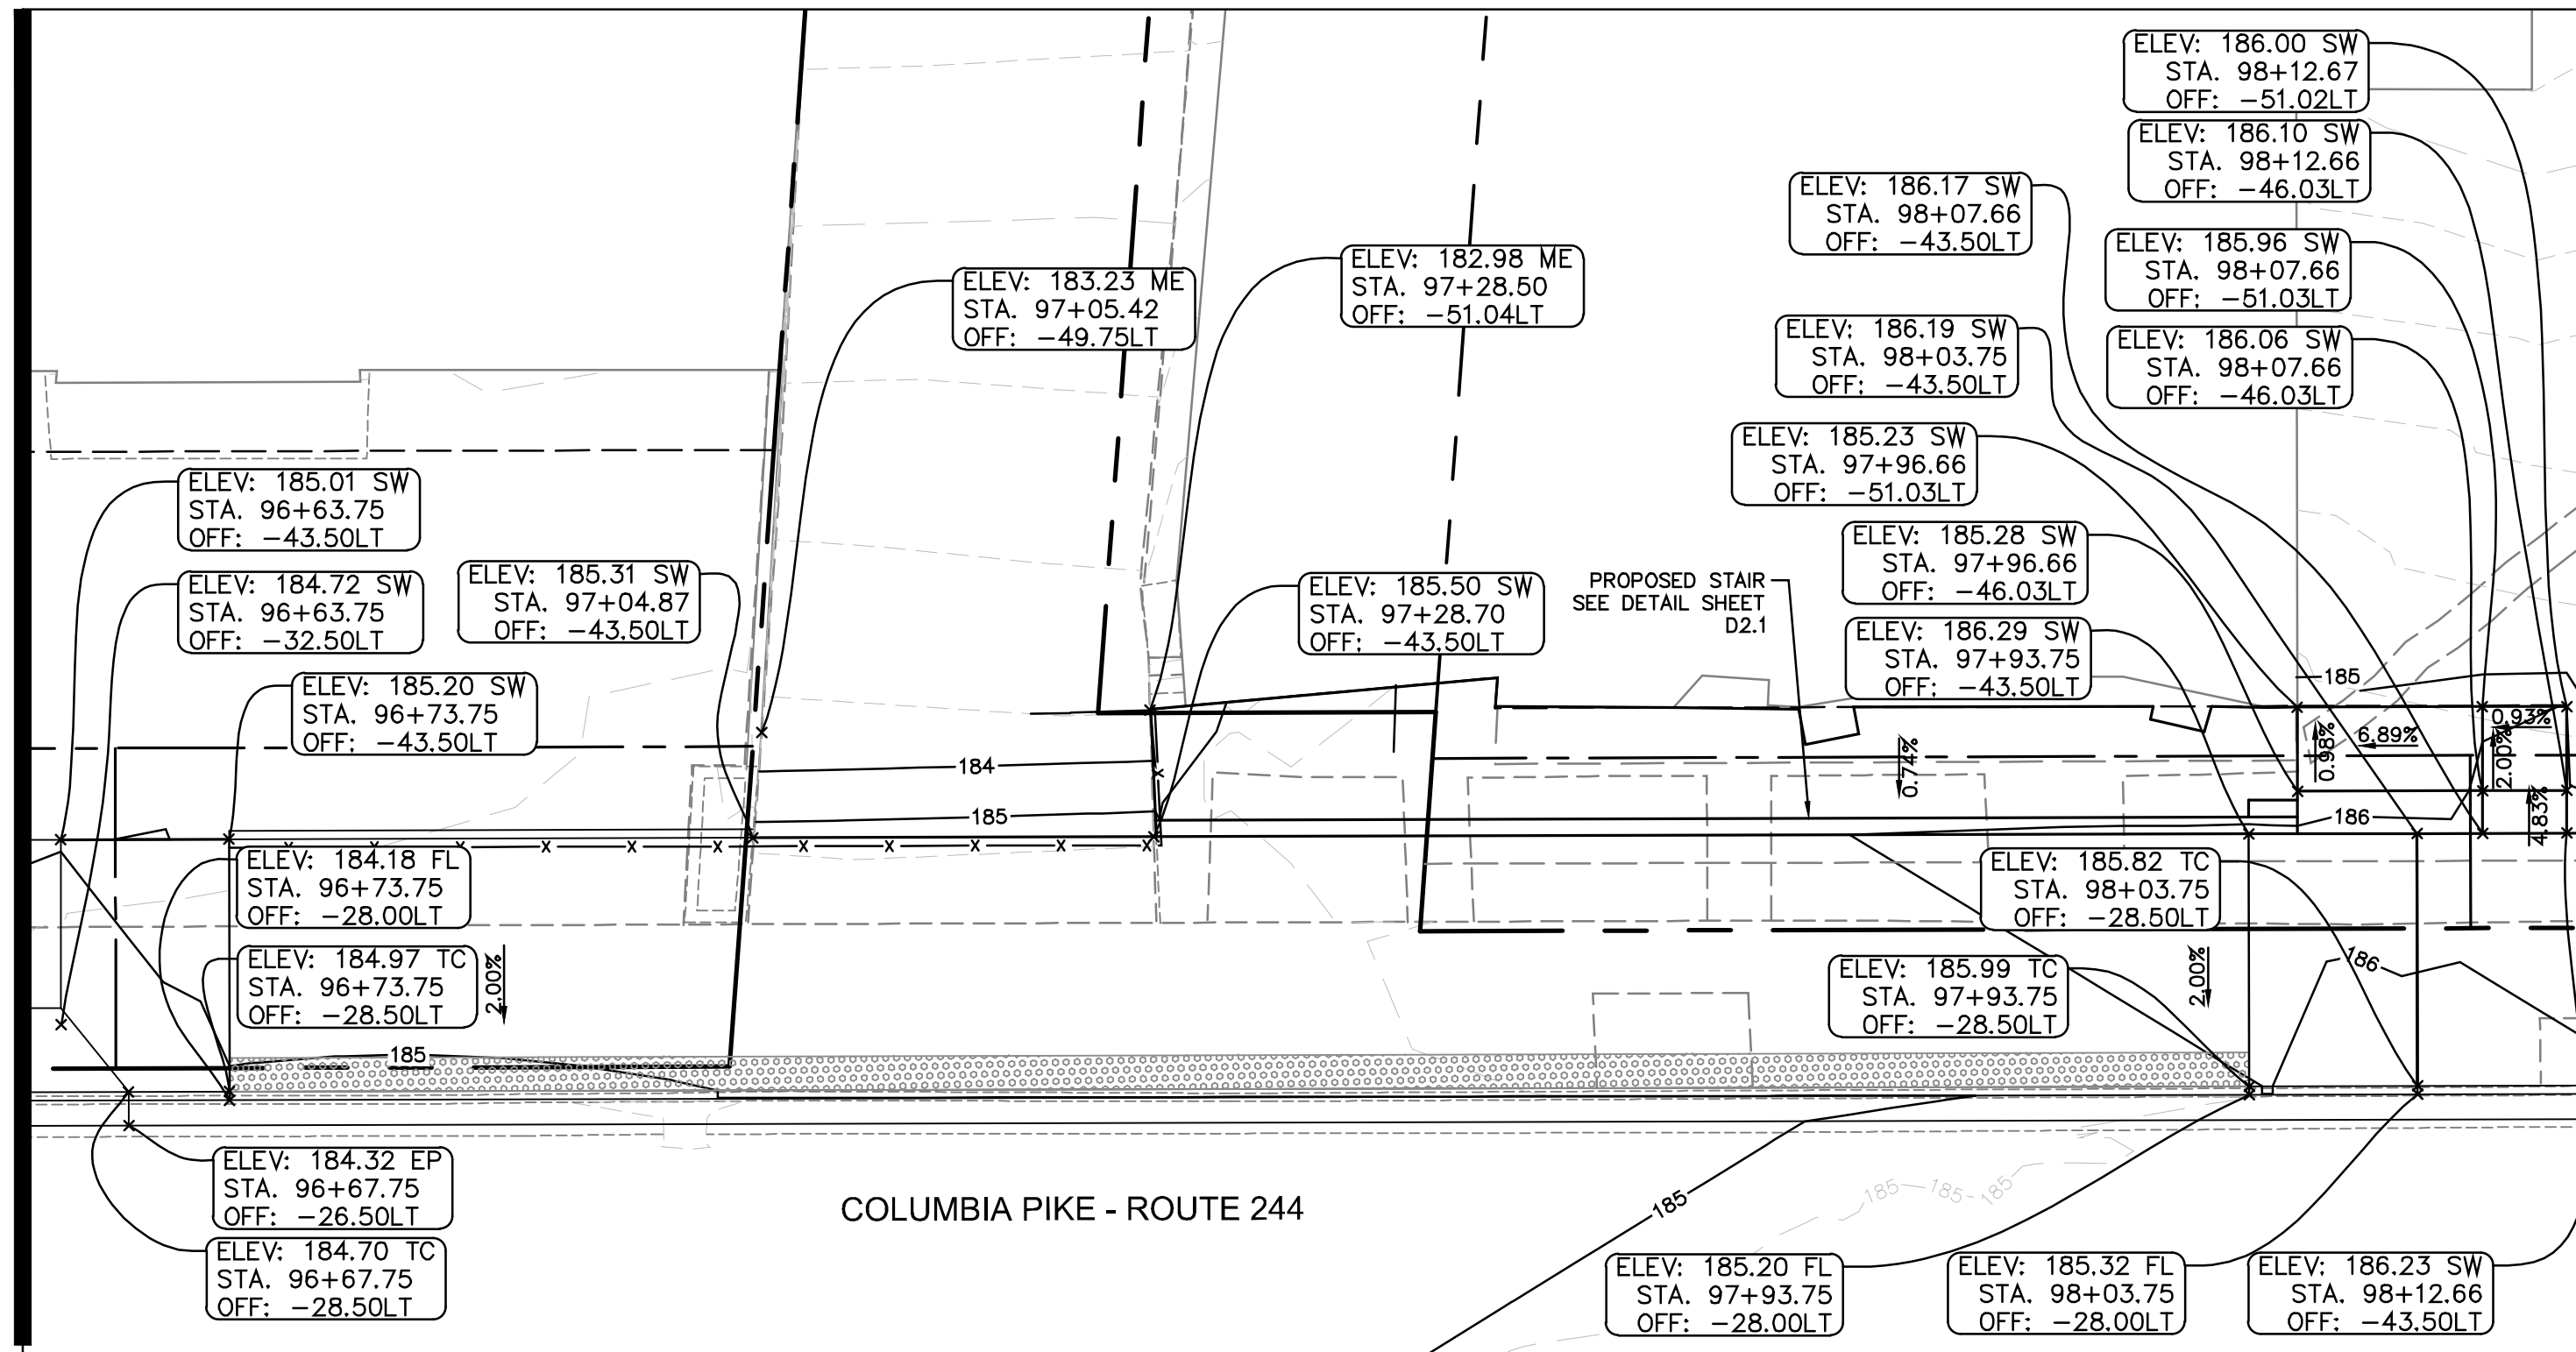 ELEV: 186.00 SW
STA. 98+12.67
OFF: -51.02LT
ELEV: 186.10 SW
STA. 98+12.66
OFF: -46.03LT
ELEV: 186.17 SW
STA. 98+07.66
OFF: -43.50LT
ELEV: 185.96 SW
STA. 98+07.66
OFF: -51.03LT
ELEV: 182.98 ME
STA. 97+28.50
OFF: -51.04LT
ELEV: 183.23 ME
STA. 97+05.42
OFF: -49.75LT
ELEV: 186.19 SW
STA. 98+03.75
OFF: -43.50LT
ELEV: 186.06 SW
STA. 98+07.66
OFF: -46.03LT
ELEV: 185.23 SW
STA. 97+96.66
OFF: -51.03LT
ELEV: 185.01 SW
STA. 96+63.75
OFF: -43.50LT
ELEV: 185.28 SW
STA. 97+96.66
OFF: -46.03LT
ELEV: 184.72 SW
STA. 96+63.75
OFF: -32.50LT
ELEV: 185.31 SW
STA. 97+04.87
OFF: -43.50LT
ELEV: 185.50 SW
STA. 97+28.70
OFF: -43.50LT
PROPOSED STAIR
SEE DETAIL SHEET
D2.1
ELEV: 186.29 SW
STA. 97+93.75
OFF: -43.50LT
ELEV: 185.20 SW
STA. 96+73.75
OFF: -43.50LT
185
0.93%
6.89%
0.98%
2.00%
0.74%
184
185
186
4.83%
ELEV: 184.18 FL
STA. 96+73.75
OFF: -28.00LT
ELEV: 185.82 TC
STA. 98+03.75
OFF: -28.50LT
ELEV: 184.97 TC
STA. 96+73.75
OFF: -28.50LT
2.00%
ELEV: 185.99 TC
STA. 97+93.75
OFF: -28.50LT
2.00%
186
185
ELEV: 184.32 EP
STA. 96+67.75
OFF: -26.50LT
COLUMBIA PIKE - ROUTE 244
185
185
185
185
ELEV: 184.70 TC
STA. 96+67.75
OFF: -28.50LT
ELEV: 185.20 FL
STA. 97+93.75
OFF: -28.00LT
ELEV: 185.32 FL
STA. 98+03.75
OFF: -28.00LT
ELEV: 186.23 SW
STA. 98+12.66
OFF: -43.50LT